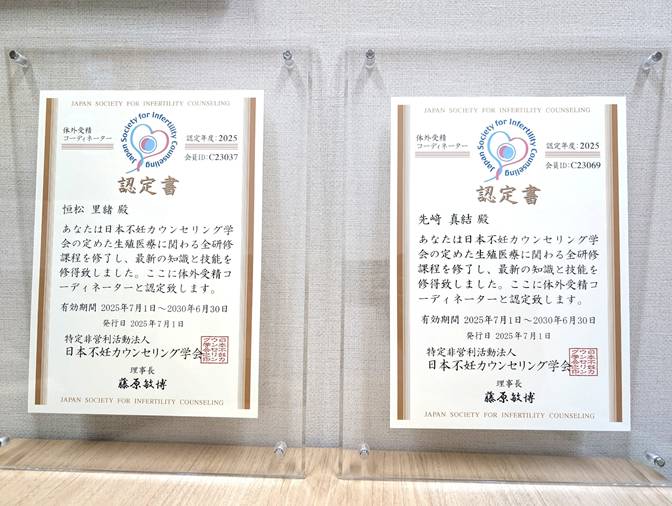 JAPAN SOCIETY FOR INFERTILITY COUNSELING
体外受精
コーディネーター
Japan Society for Infertility Counseling
認定年度:2025
会員ID:C23037
認定書
恒松 里緒 殿
あなたは日本不妊カウンセリング学
会の定めた生殖医療に関わる全研修
課程を修了し、最新の知識と技能を
修得致しました。ここに体外受精コ
ーディネーターと認定致します。
有効期間 2025年7月1日~2030年6月30日
発行日 2025年7月1日
特定非営利活動法人
日本不妊カウンセリング学会
理事長
藤原敏博
JAPAN SOCIETY FOR INFERTILITY COUNSELING
JAPAN SOCIETY FOR INFERTILITY COUNSELING
体外受精
コーディネーター
Japan Society for Infertility Counseling
認定年度:2025
会員ID:C23069
認定書
先﨑 真結 殿
あなたは日本不妊カウンセリング学
会の定めた生殖医療に関わる全研修
課程を修了し、最新の知識と技能を
修得致しました。ここに体外受精コ
ーディネーターと認定致します。
有効期間 2025年7月1日~2030年6月30日
発行日 2025年7月1日
特定非営利活動法人
日本不妊カウンセリング学会
理事長
藤原敏博
JAPAN SOCIETY FOR INFERTILITY COUNSELING